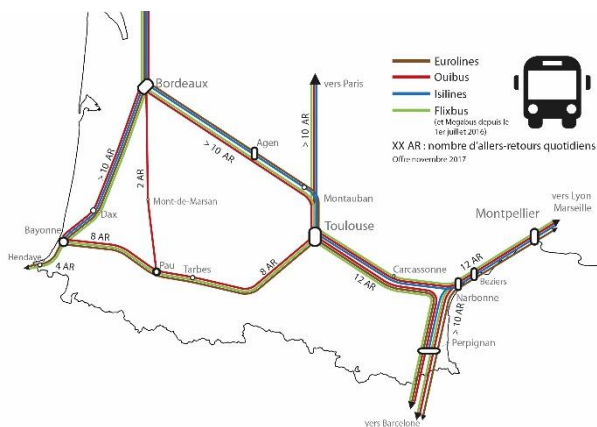 Eurolines
Ouibus
Isilines
Flixbus
(et Megabus depuis le
1er juillet 2016)
XX AR : nombre d'allers-retours quotidiens
Offre novembre 2017
vers Paris
Bordeaux
> 10 AR
Agen
> 10 AR
Montauban
Toulouse
> 10 AR
2 AR
Mont-de-Marsan
Dax
Bayonne
8 AR
Hendaye
4 AR
Pau
Tarbes
8 AR
vers Lyon
Marseille
Montpellier
Carcassonne
12 AR
12 AR
Beziers
Narbonne
> 10 AR
Perpignan
vers Barcelone